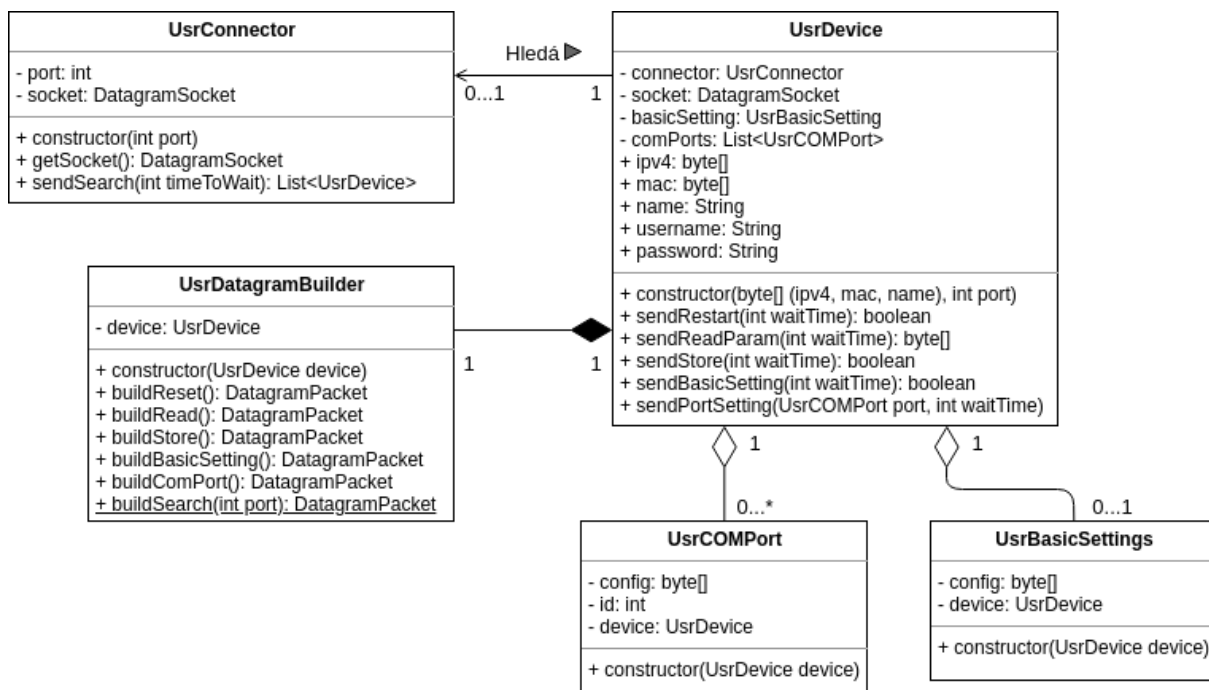 UsrConnector
- port: int
- socket: DatagramSocket
+ constructor(int port)
+ getSocket(): DatagramSocket
+ sendSearch(int timeToWait): List<UsrDevice>
Hledá
0...1
1
UsrDevice
- connector: UsrConnector
- socket: DatagramSocket
- basicSetting: UsrBasicSetting
- comPorts: List<UsrCOMPort>
+ ipv4: byte[]
+ mac: byte[]
+ name: String
+ username: String
+ password: String
+ constructor(byte[] (ipv4, mac, name), int port)
+ sendRestart(int waitTime): boolean
+ sendReadParam(int waitTime): byte[]
+ sendStore(int waitTime): boolean
+ sendBasicSetting(int waitTime): boolean
+ sendPortSetting(UsrCOMPort port, int waitTime)
UsrDatagramBuilder
- device: UsrDevice
+ constructor(UsrDevice device)
+ buildReset(): DatagramPacket
+ buildRead(): DatagramPacket
+ buildStore(): DatagramPacket
+ buildBasicSetting(): DatagramPacket
+ buildComPort(): DatagramPacket
+ buildSearch(int port): DatagramPacket
1
1
1
0...*
1
0...1
UsrCOMPort
- config: byte[]
- id: int
- device: UsrDevice
+ constructor(UsrDevice device)
UsrBasicSettings
- config: byte[]
- device: UsrDevice
+ constructor(UsrDevice device)